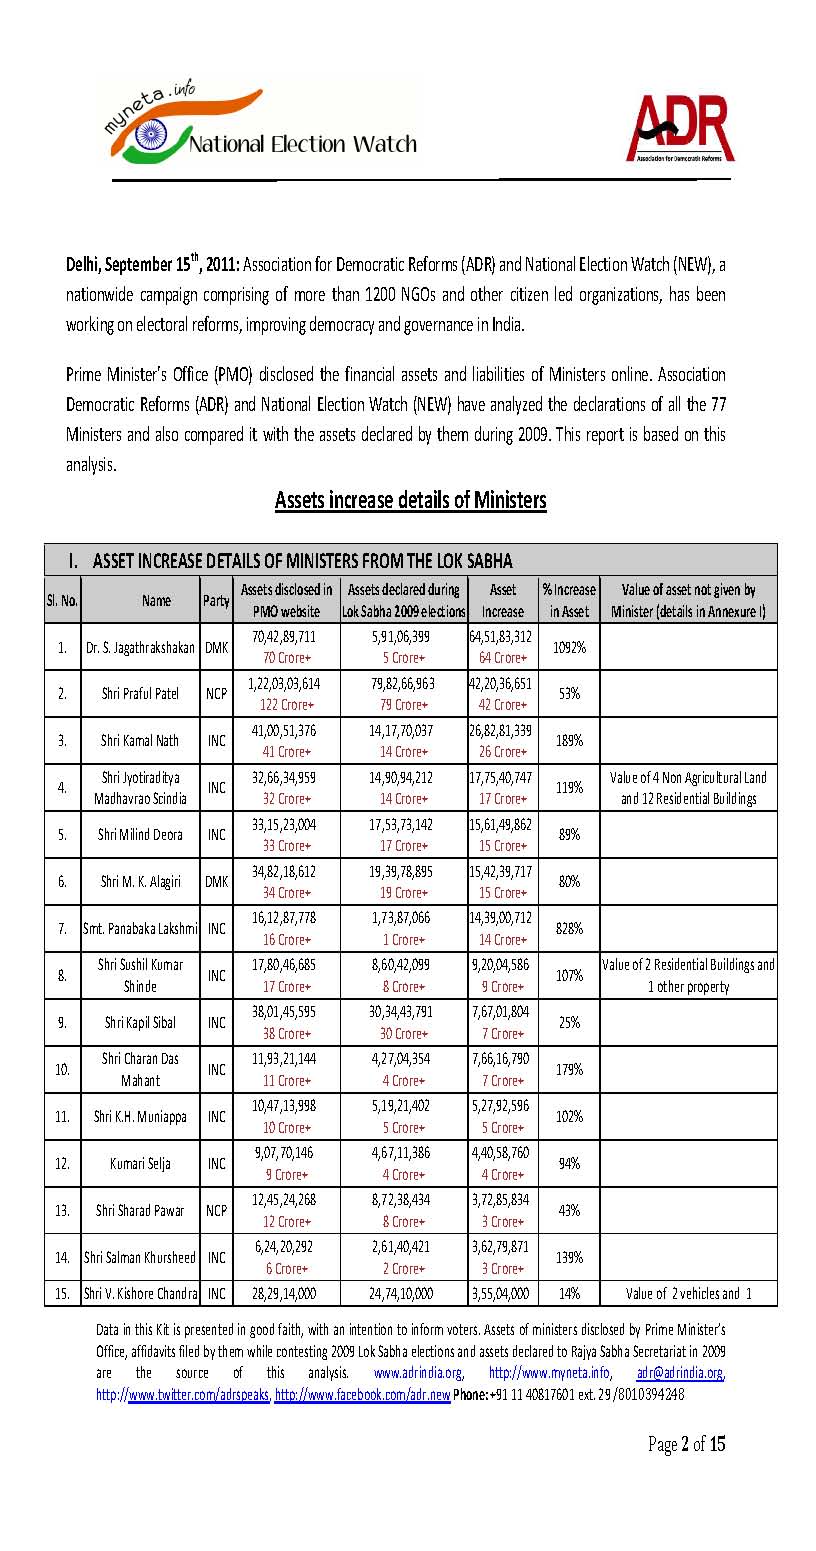 myneta.info
National Election Watch
ADR
Association for Democratic Reforms
Delhi, September 15th, 2011: Association for Democratic Reforms (ADR) and National Election Watch (NEW), a
nationwide campaign comprising of more than 1200 NGOs and other citizen led organizations, has been
working on electoral reforms, improving democracy and governance in India.
Prime Minister's Office (PMO) disclosed the financial assets and liabilities of Ministers online. Association
Democratic Reforms (ADR) and National Election Watch (NEW) have analyzed the declarations of all the 77
Ministers and also compared it with the assets declared by them during 2009. This report is based on this
analysis.
Assets increase details of Ministers
I. ASSET INCREASE DETAILS OF MINISTERS FROM THE LOK SABHA
Sl. No. Name Party Assets disclosed in PMO website Assets declared during Lok Sabha 2009 elections Asset Increase % Increase in Asset Value of asset not given by Minister (details in Annexure I)
1. Dr. S. Jagathrakshakan DMK 70,42,89,711 5,91,06,399 64,51,83,312 1092%
70 Crore+ 5 Crore+ 64 Crore+
2. Shri Praful Patel NCP 1,22,03,03,614 79,82,66,963 42,20,36,651 53%
122 Crore+ 79 Crore+ 42 Crore+
3. Shri Kamal Nath INC 41,00,51,376 14,17,70,037 26,82,81,339 189%
41 Crore+ 14 Crore+ 26 Crore+
4. Shri Jyotiraditya Madhavrao Scindia INC 32,66,34,959 14,90,94,212 17,75,40,747 119% Value of 4 Non Agricultural Land and 12 Residential Buildings
32 Crore+ 14 Crore+ 17 Crore+
5. Shri Milind Deora INC 33,15,23,004 17,53,73,142 15,61,49,862 89%
33 Crore+ 17 Crore+ 15 Crore+
6. Shri M. K. Alagiri DMK 34,82,18,612 19,39,78,895 15,42,39,717 80%
34 Crore+ 19 Crore+ 15 Crore+
7. Smt. Panabaka Lakshmi INC 16,12,87,778 1,73,87,066 14,39,00,712 828%
16 Crore+ 1 Crore+ 14 Crore+
8. Shri Sushil Kumar Shinde INC 17,80,46,685 8,60,42,099 9,20,04,586 107% Value of 2 Residential Buildings and 1 other property
17 Crore+ 8 Crore+ 9 Crore+
9. Shri Kapil Sibal INC 38,01,45,595 30,34,43,791 7,67,01,804 25%
38 Crore+ 30 Crore+ 7 Crore+
10. Shri Charan Das Mahant INC 11,93,21,144 4,27,04,354 7,66,16,790 179%
11 Crore+ 4 Crore+ 7 Crore+
11. Shri K.H. Muniappa INC 10,47,13,998 5,19,21,402 5,27,92,596 102%
10 Crore+ 5 Crore+ 5 Crore+
12. Kumari Selja INC 9,07,70,146 4,67,11,386 4,40,58,760 94%
9 Crore+ 4 Crore+ 4 Crore+
13. Shri Sharad Pawar NCP 12,45,24,268 8,72,38,434 3,72,85,834 43%
12 Crore+ 8 Crore+ 3 Crore+
14. Shri Salman Khursheed INC 6,24,20,292 2,61,40,421 3,62,79,871 139%
6 Crore+ 2 Crore+ 3 Crore+
15. Shri V. Kishore Chandra INC 28,29,14,000 24,74,10,000 3,55,04,000 14% Value of 2 vehicles and 1
Data in this Kit is presented in good faith, with an intention to inform voters. Assets of ministers disclosed by Prime Minister's
Office, affidavits filed by them while contesting 2009 Lok Sabha elections and assets declared to Rajya Sabha Secretariat in 2009
are the source of this analysis. www.adrindia.org, http://www.myneta.info, adr@adrindia.org,
http://www.twitter.com/adrspeaks, http://www.facebook.com/adr.new Phone: +91 11 40817601 ext. 29 /8010394248
Page 2 of 15